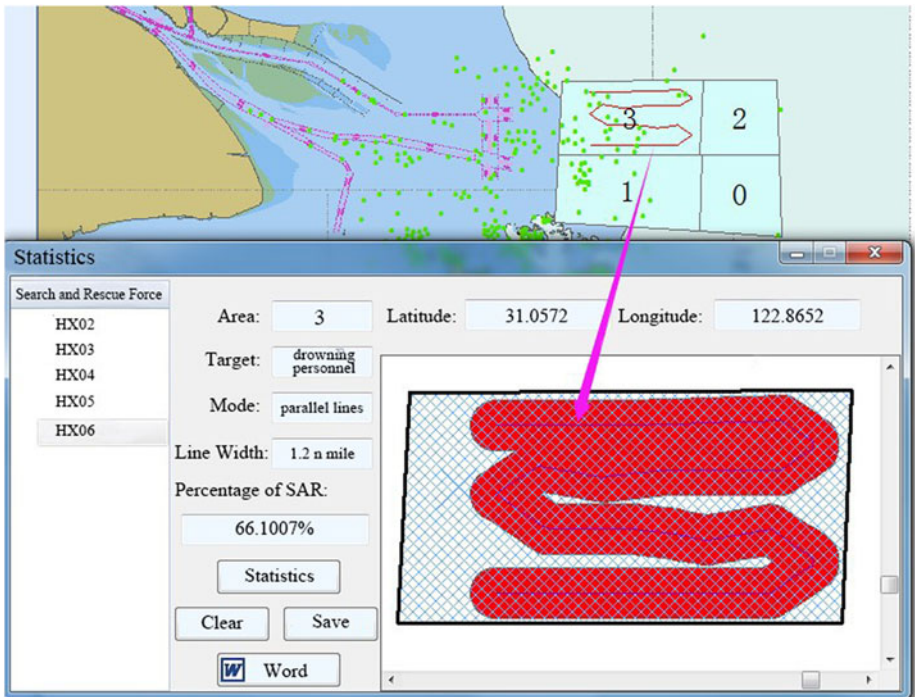 3
2
1
0
Statistics
Search and Rescue Force
HX02
HX03
HX04
HX05
HX06
Area: 3 Latitude: 31.0572 Longitude: 122.8652
Target: drowning
personnel
Mode: parallel lines
Line Width: 1.2 n mile
Percentage of SAR:
66.1007%
Statistics
Clear Save
W Word